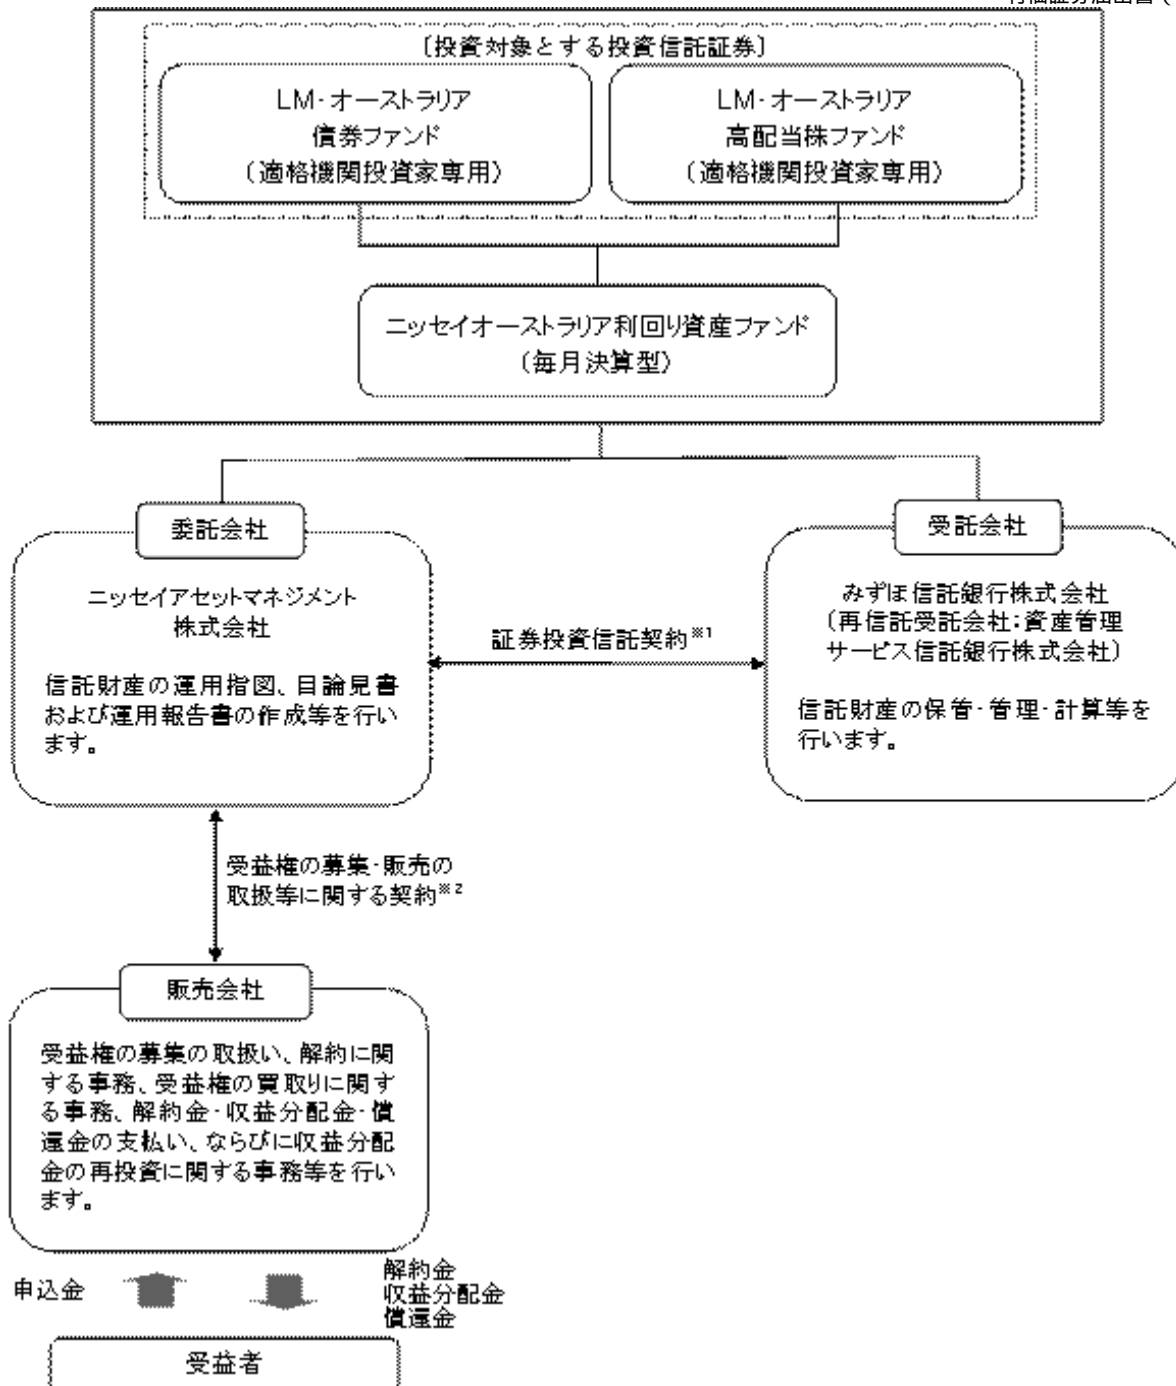 〔投資対象とする投資信託証券〕
LM・オーストラリア
債券ファンド
(適格機関投資家専用)
LM・オーストラリア
高配当株ファンド
(適格機関投資家専用)
ニッセイオーストラリア利回り資産ファンド
(毎月決算型)
委託会社
ニッセイアセットマネジメント
株式会社
信託財産の運用指図、目論見書
および運用報告書の作成等を行い
ます。
証券投資信託契約※1
受託会社
みずほ信託銀行株式会社
(再信託受託会社:資産管理
サービス信託銀行株式会社)
信託財産の保管・管理・計算等を
行います。
受益権の募集・販売の
取扱等に関する契約※2
販売会社
受益権の募集の取扱い、解約に関
する事務、受益権の買取りに関す
る事務、解約金・収益分配金・償
還金の支払い、ならびに収益分配
金の再投資に関する事務等を行い
ます。
申込金
解約金
収益分配金
償還金
受益者